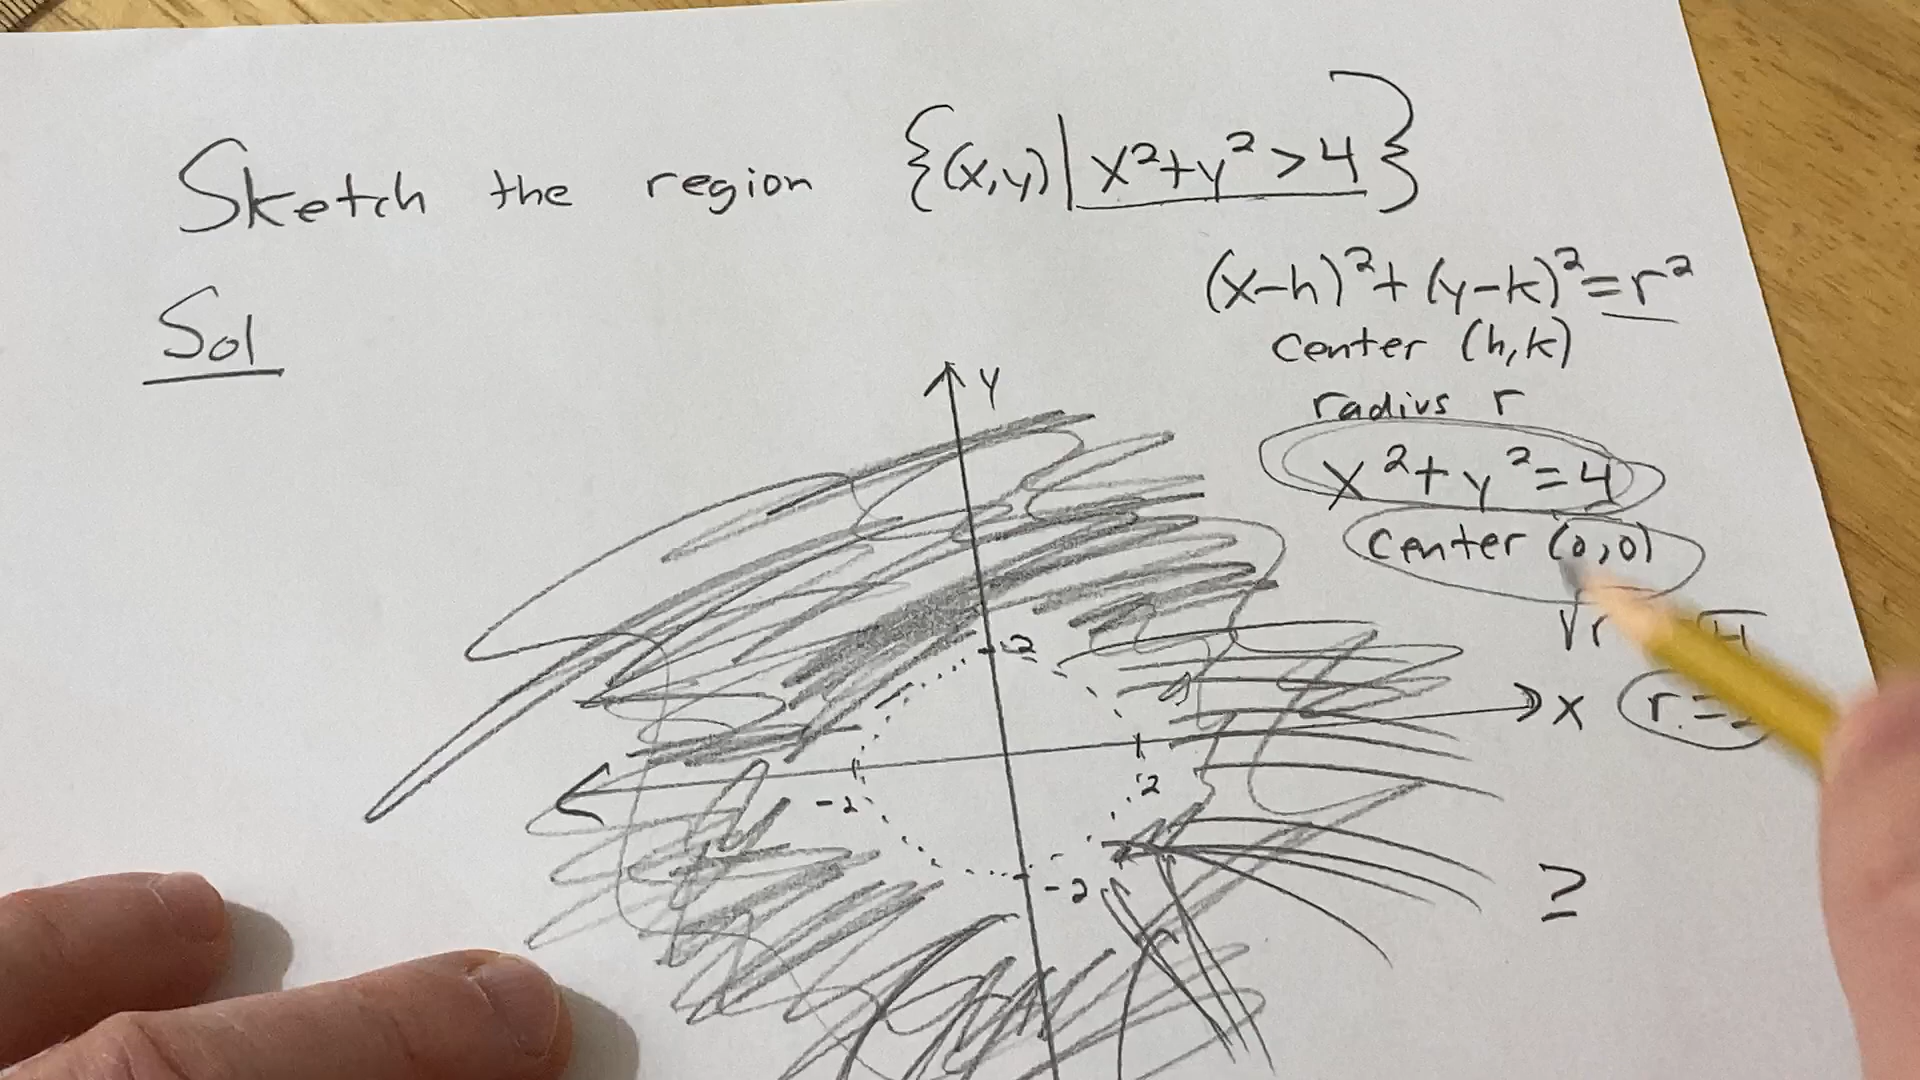 Sketch the region {(x,y)|x²+y²>4}
Sol
(x-h)²+(y-k)²=r²
center (h,k)
radius r
x²+y²=4
center (0,0)
y
2
x
r=
-2
2
-2
≥